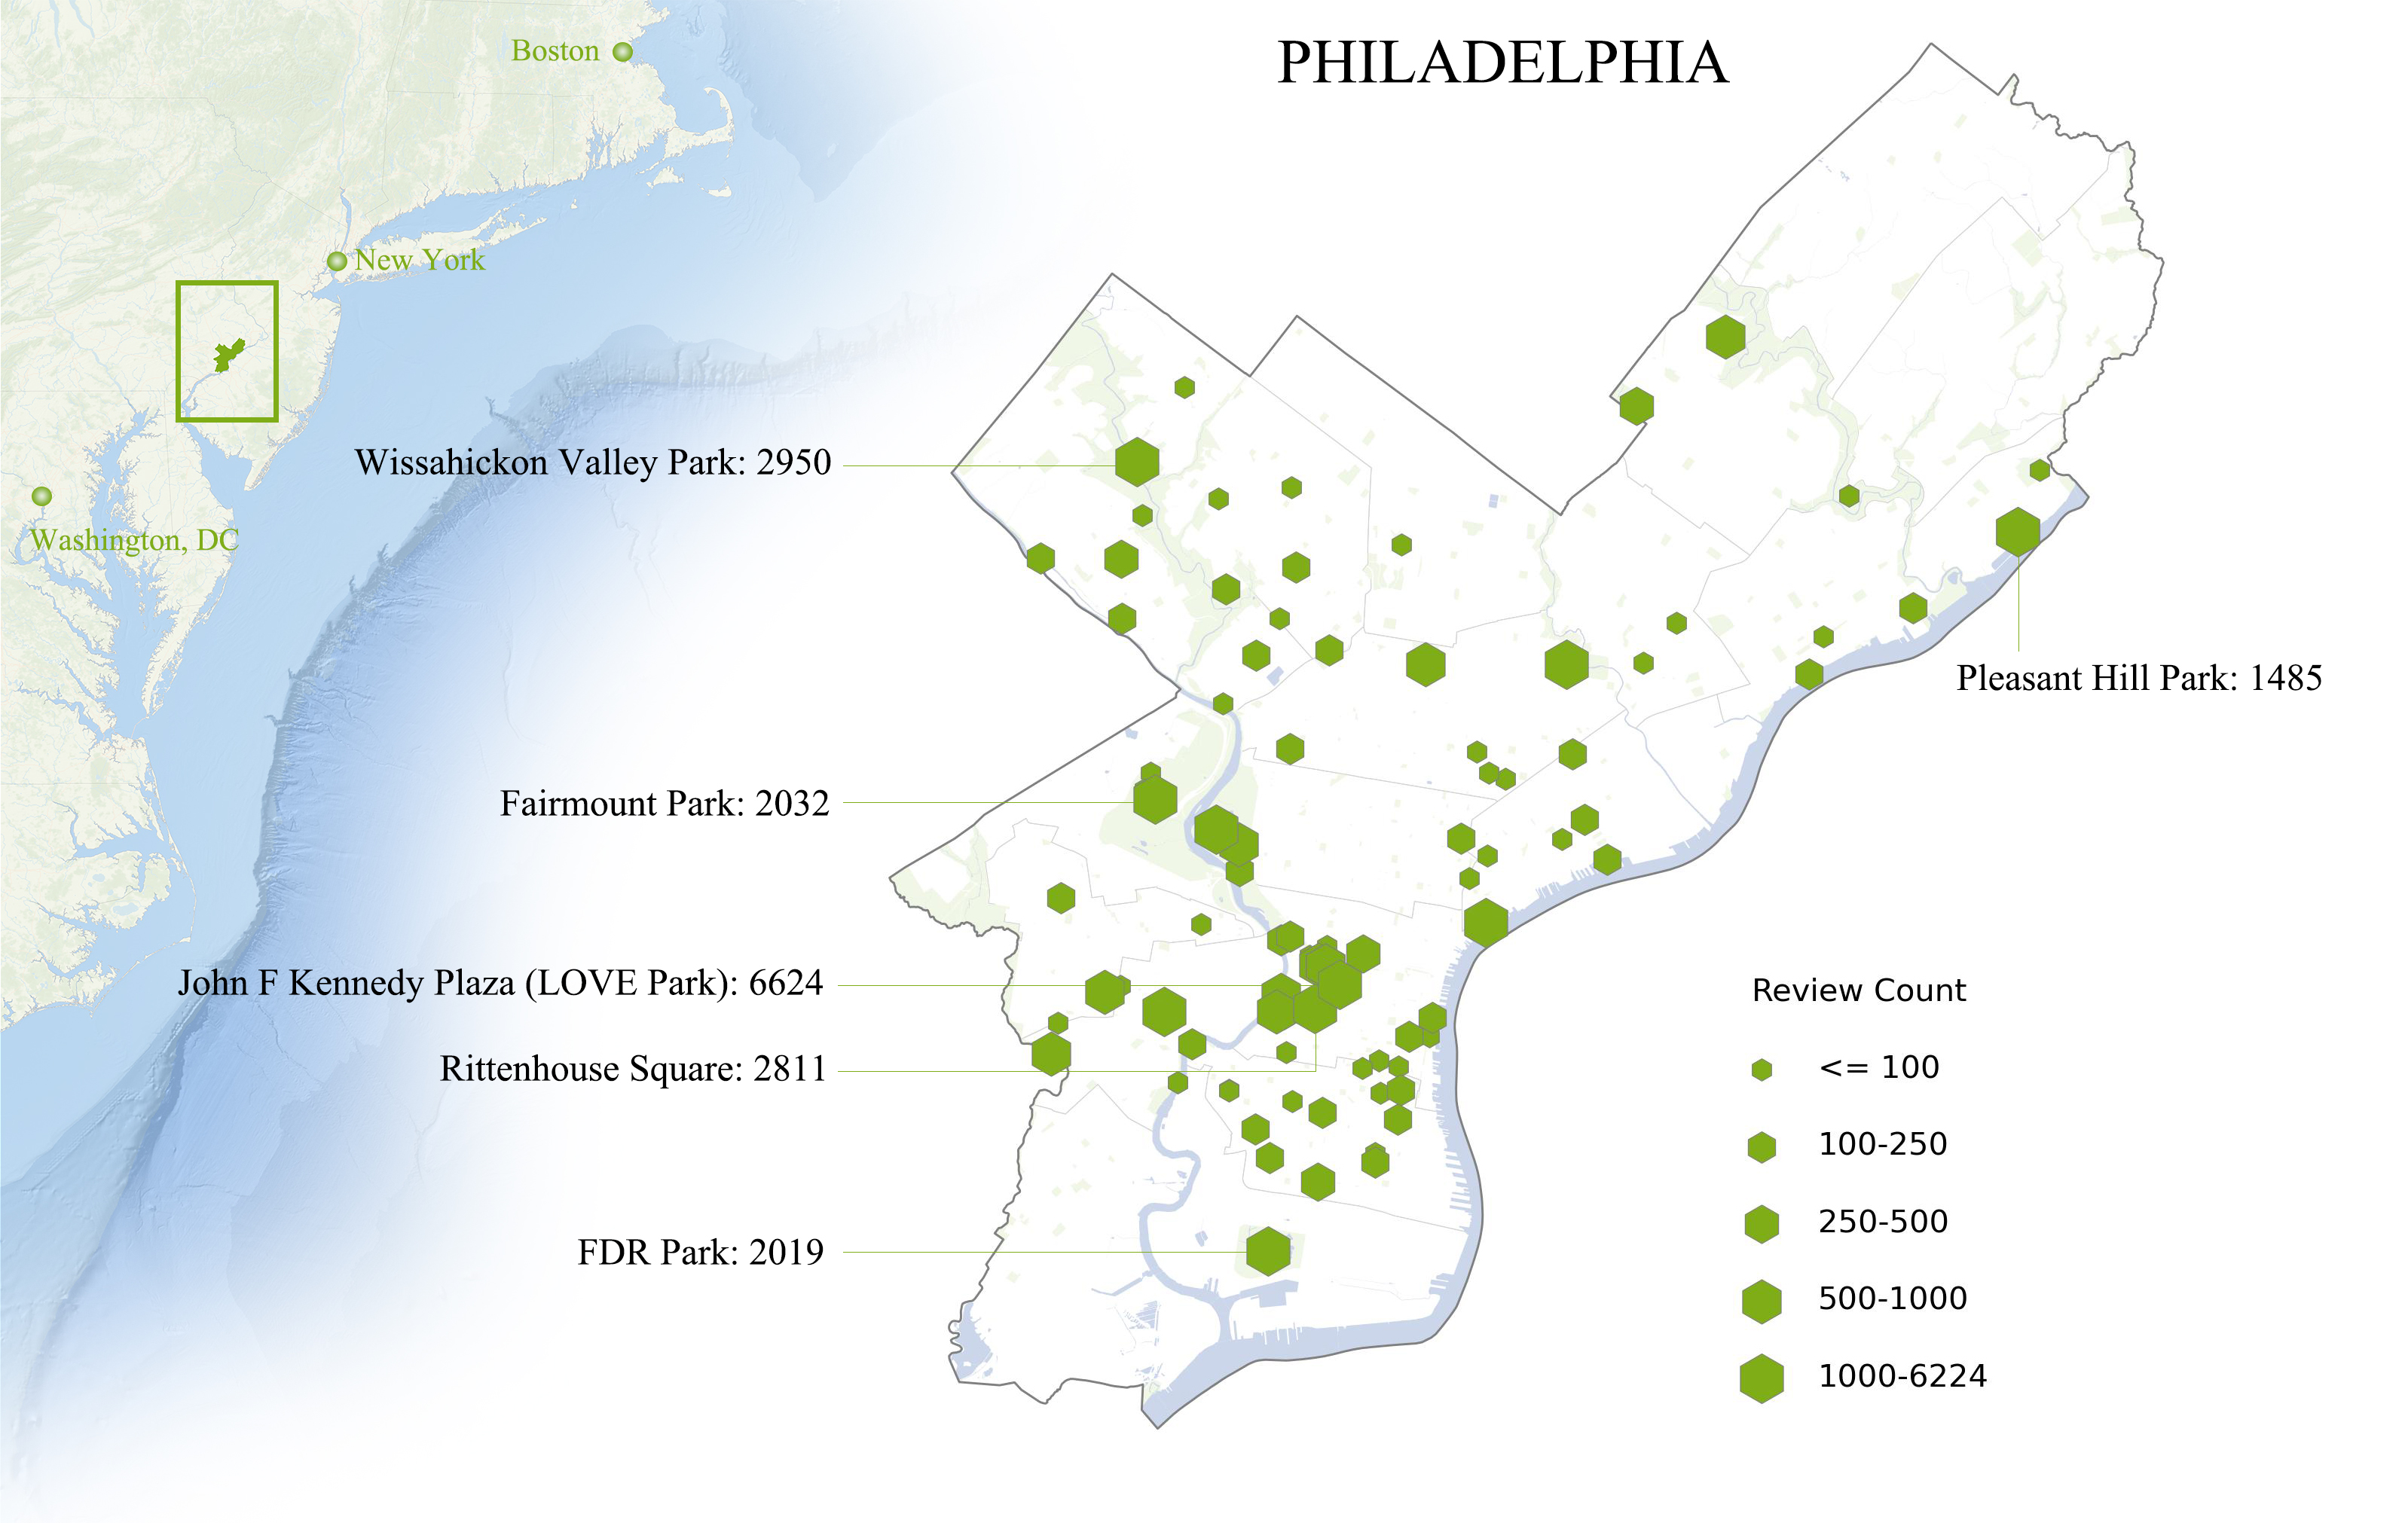 PHILADELPHIA
Boston
New York
Washington, DC
Wissahickon Valley Park: 2950
Pleasant Hill Park: 1485
Fairmount Park: 2032
John F Kennedy Plaza (LOVE Park): 6624
Rittenhouse Square: 2811
FDR Park: 2019
Review Count
<= 100
100-250
250-500
500-1000
1000-6224